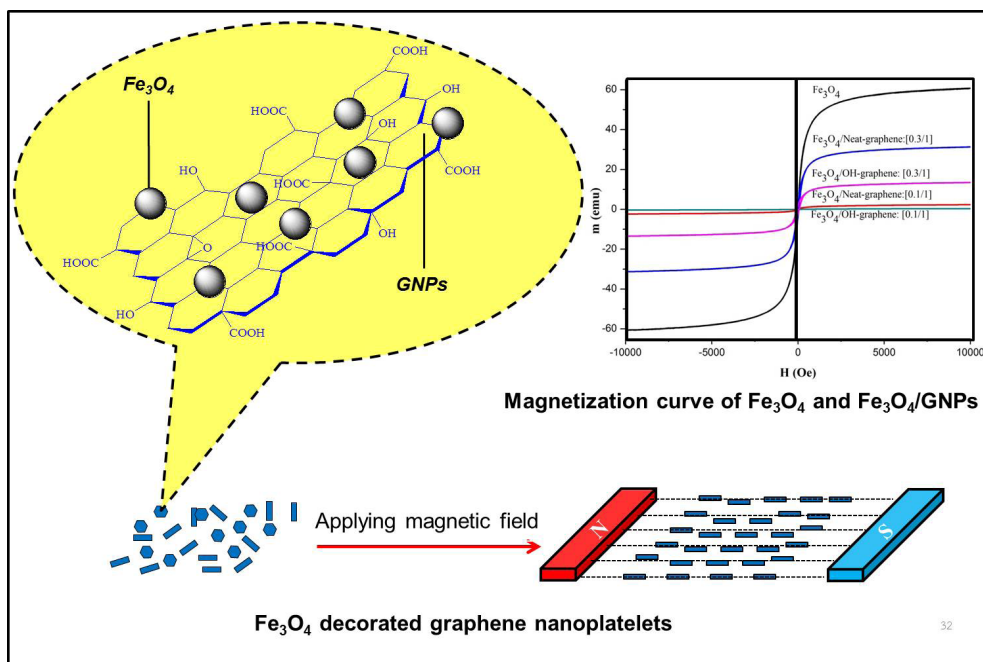 COOH
Fe₃O₄
OH
HOOC
OH
HO
COOH
HOOC
O
HOOC
OH
HOOC
GNPs
HO
COOH
m (emu)
60
40
20
0
-20
-40
-60
Fe₃O₄
Fe₃O₄/Neat-graphene:[0.3/1]
Fe₃O₄/OH-graphene: [0.3/1]
Fe₃O₄/Neat-graphene:[0.1/1]
Fe₃O₄/OH-graphene: [0.1/1]
-10000 -5000 0 5000 10000
H (Oe)
Magnetization curve of Fe₃O₄ and Fe₃O₄/GNPs
Applying magnetic field
N
S
Fe₃O₄ decorated graphene nanoplatelets
32